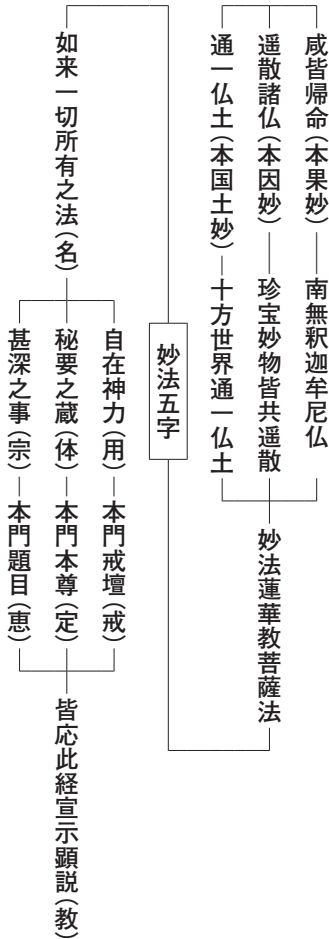 咸皆帰命(本果妙) 南無釈迦牟尼仏
遥散諸仏(本因妙) 珍宝妙物皆共遥散
通一仏土(本国土妙) 十方世界通一仏土
妙法蓮華教菩薩法
妙法五字
如来一切所有之法(名)
自在神力(用) 本門戒壇(戒)
秘要之蔵(体) 本門本尊(定)
甚深之事(宗) 本門題目(恵)
皆応此経宣示顕説(教)